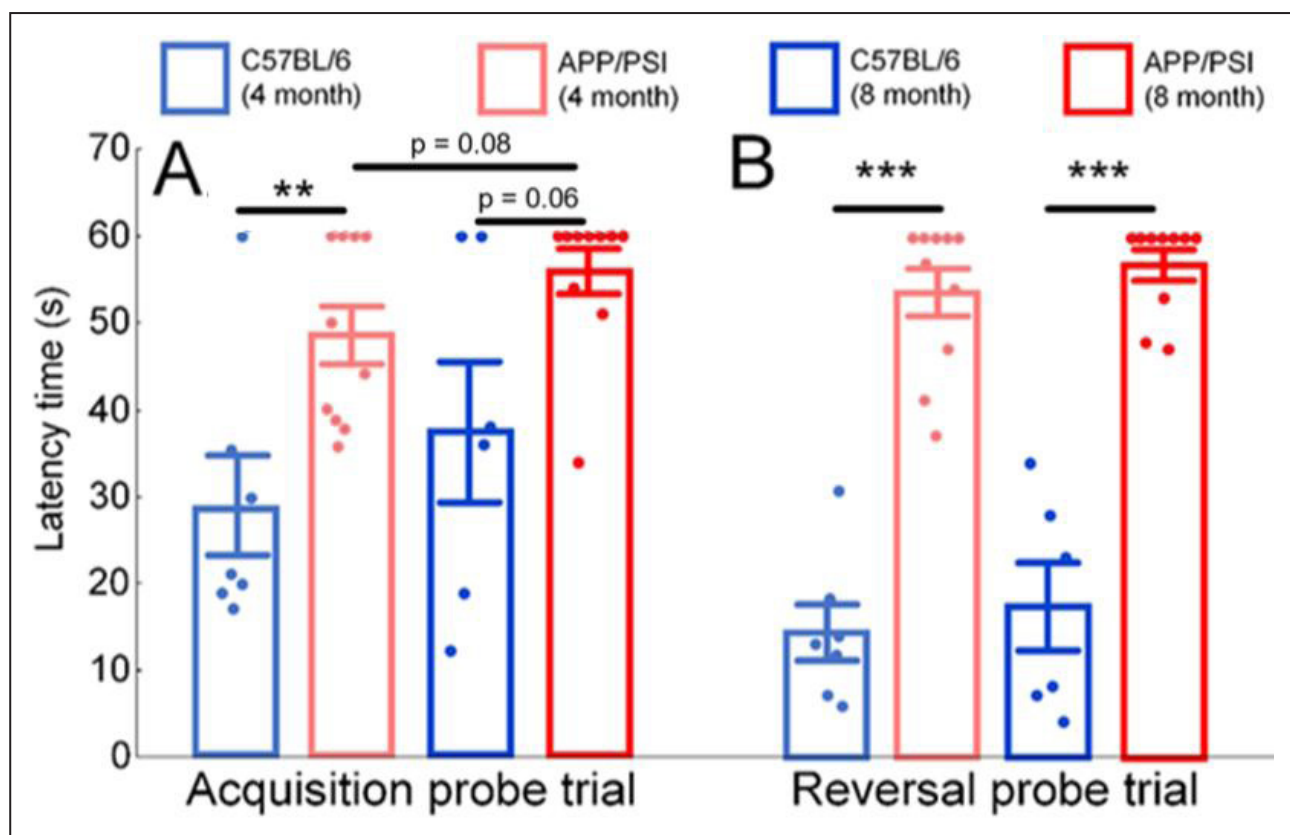 C57BL/6
(4 month)
APP/PSI
(4 month)
C57BL/6
(8 month)
APP/PSI
(8 month)
A
B
Latency time (s)
70
60
50
40
30
20
10
0
**
p = 0.08
p = 0.06
***
***
Acquisition probe trial
Reversal probe trial